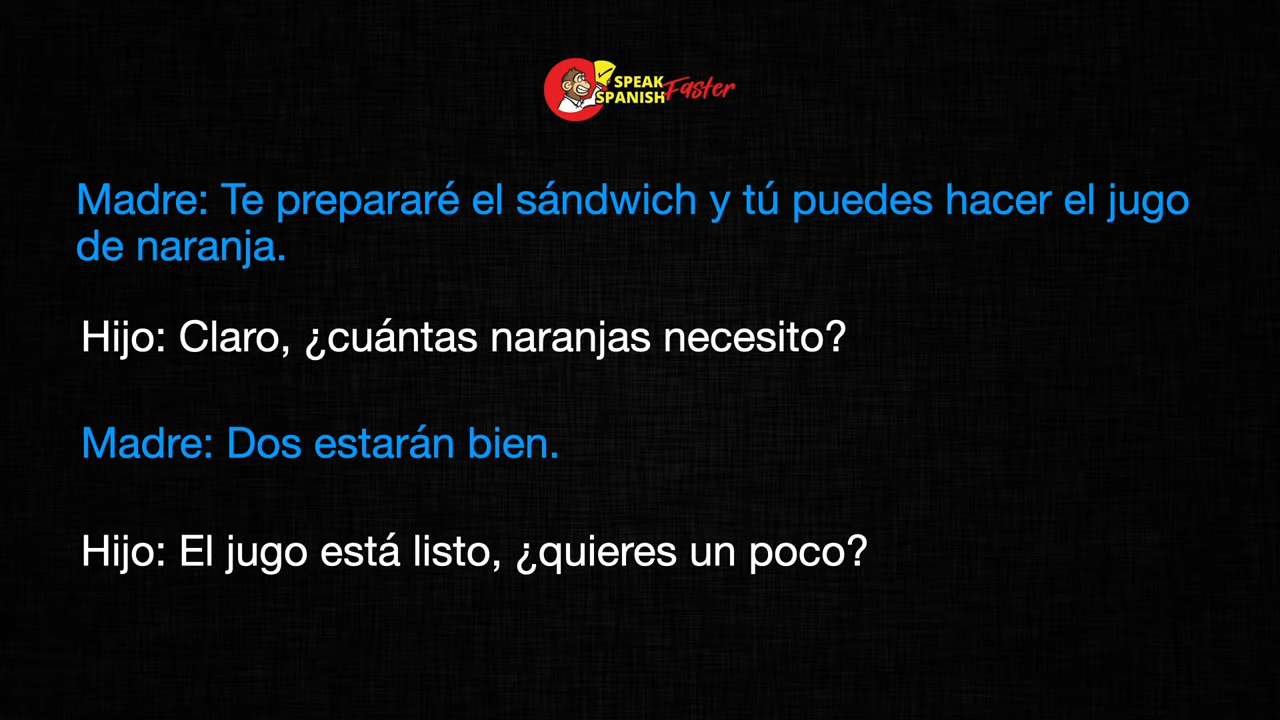 SPEAK
SPANISH Faster
Madre: Te prepararé el sándwich y tú puedes hacer el jugo
de naranja.
Hijo: Claro, ¿cuántas naranjas necesito?
Madre: Dos estarán bien.
Hijo: El jugo está listo, ¿quieres un poco?